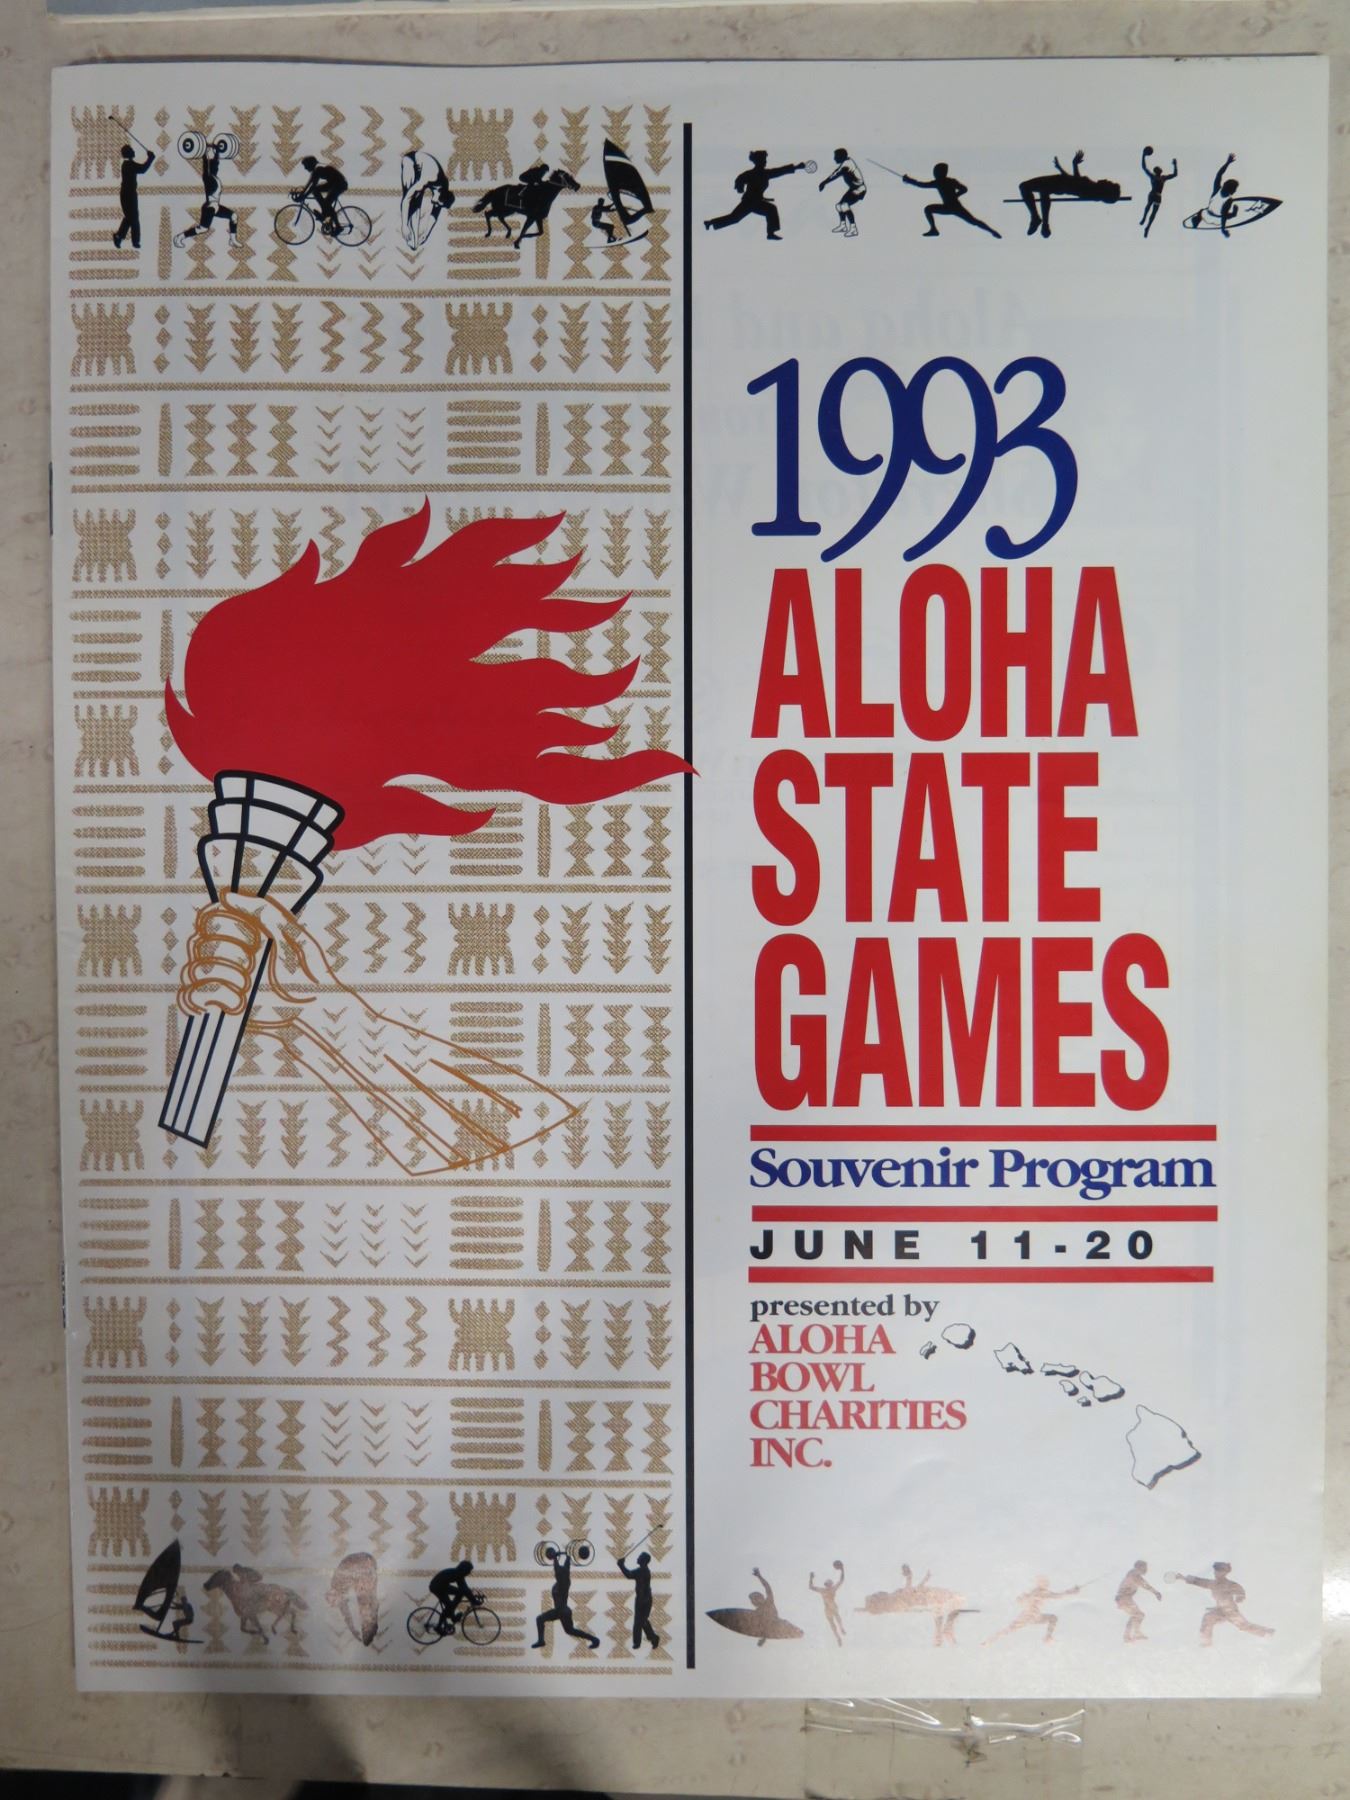 1993
ALOHA
STATE
GAMES
Souvenir Program
JUNE 11-20
presented by
ALOHA
BOWL
CHARITIES
INC.